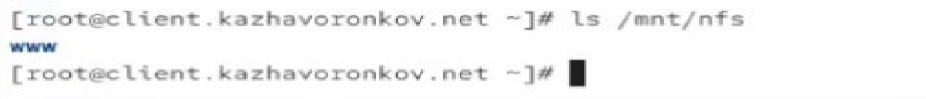 [root@client.kazhavoronkov.net ~]# ls /mnt/nfs
www
[root@client.kazhavoronkov.net ~]#